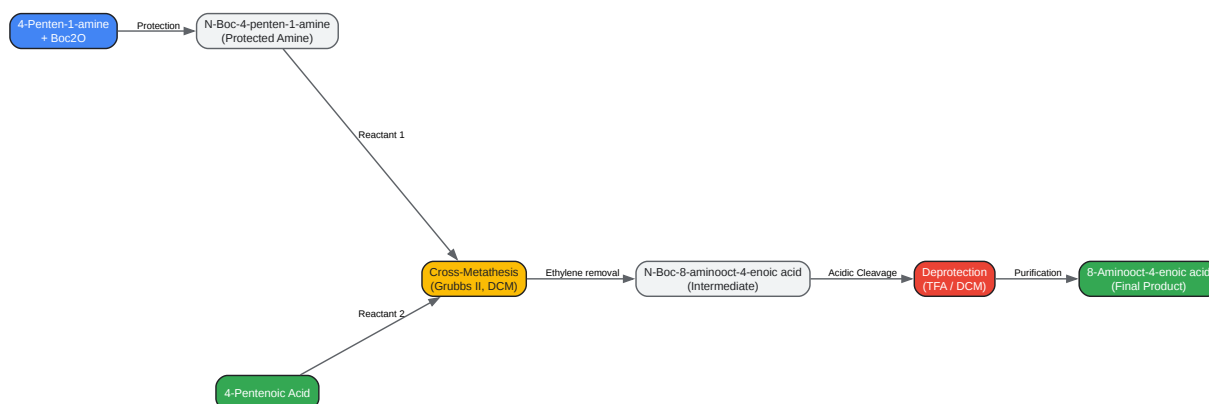 4-Penten-1-amine
+ Boc2O
Protection
N-Boc-4-penten-1-amine
(Protected Amine)
Reactant 1
Cross-Metathesis
(Grubbs II, DCM)
Ethylene removal
N-Boc-8-aminooct-4-enoic acid
(Intermediate)
Acidic Cleavage
Deprotection
(TFA / DCM)
Purification
8-Aminooct-4-enoic acid
(Final Product)
Reactant 2
4-Pentenoic Acid